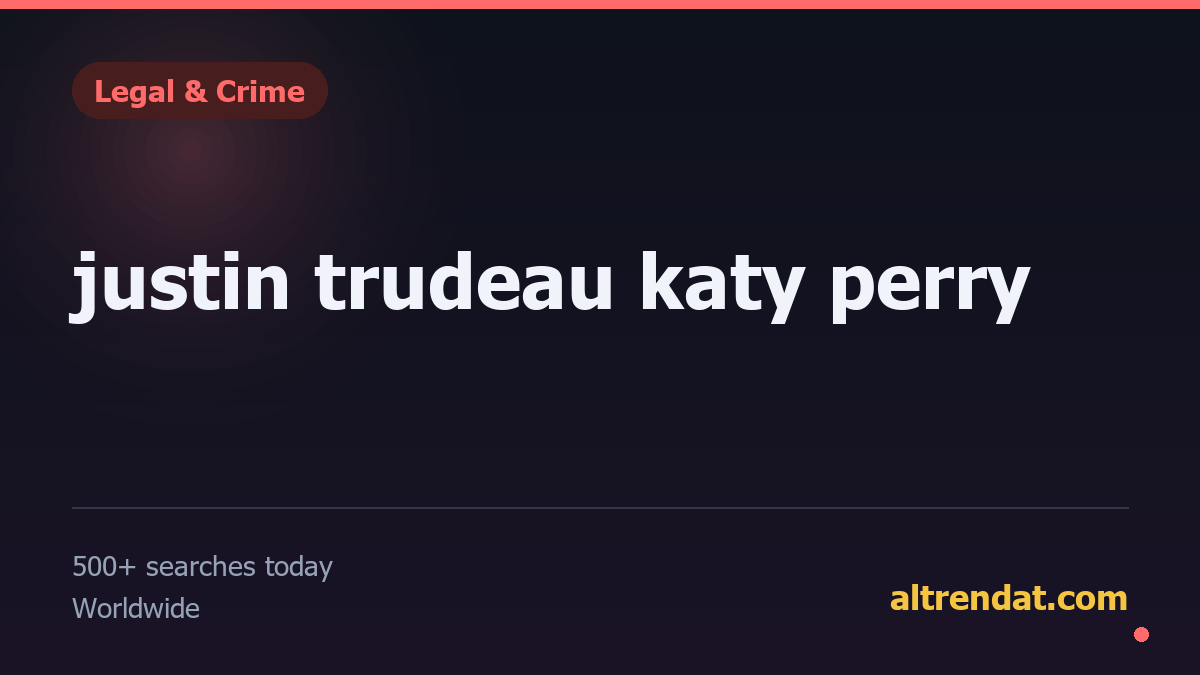 Legal & Crime
justin trudeau katy perry
500+ searches today
Worldwide
altrendat.com